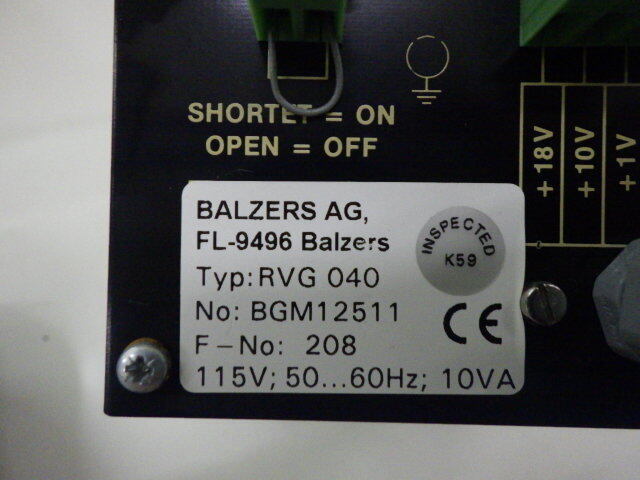 SHORTET = ON
OPEN = OFF
+18V
+10V
+1V
BALZERS AG,
FL-9496 Balzers
INSPECTED
K59
Typ: RVG 040
No: BGM12511
CE
F-No: 208
115V; 50...60Hz; 10VA